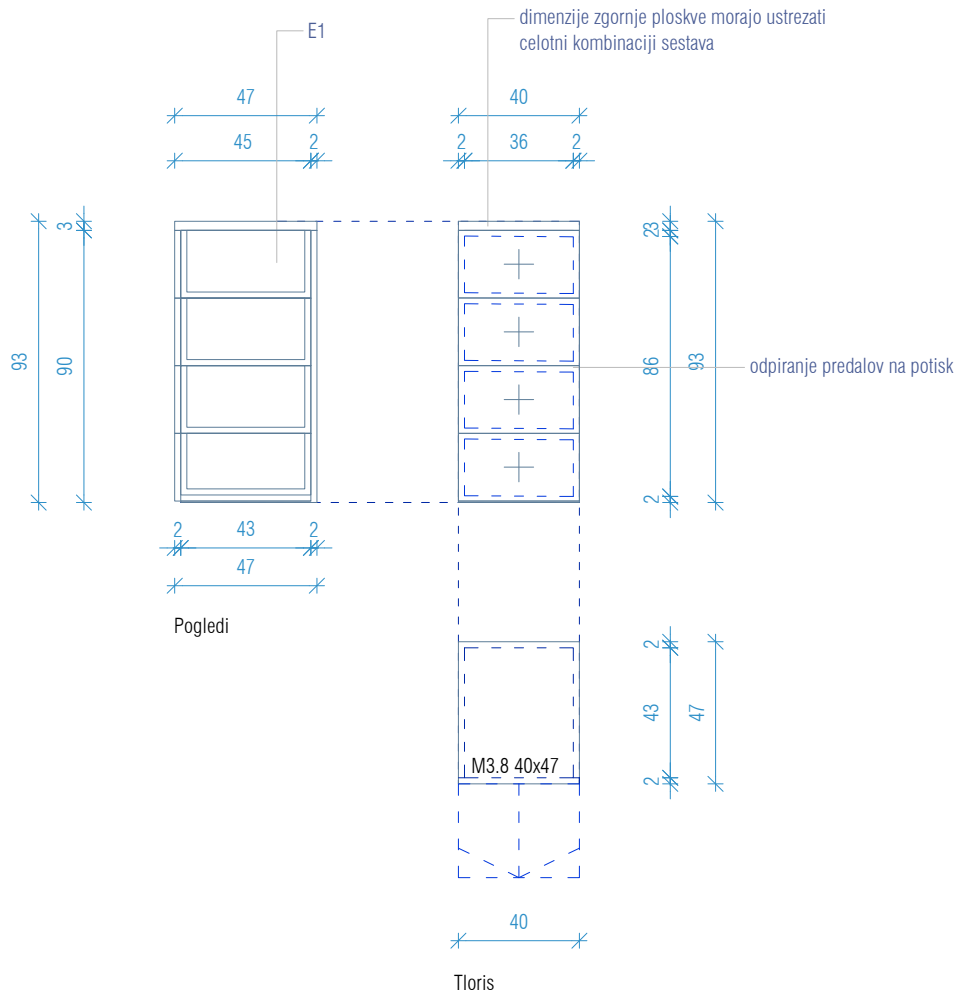 dimenzije zgornje ploskve morajo ustrezati
celotni kombinaciji sestava
E1
47
40
45 2
2 36 2
3
2 3
93
90
86
93
odpiranje predalov na potisk
2
2 43 2
47
Pogledi
2
43
47
M3.8 40x47
2
40
Tloris